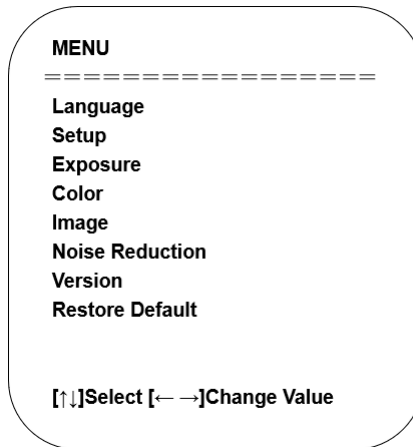 MENU
=================
Language
Setup
Exposure
Color
Image
Noise Reduction
Version
Restore Default
[↑↓]Select [← →]Change Value